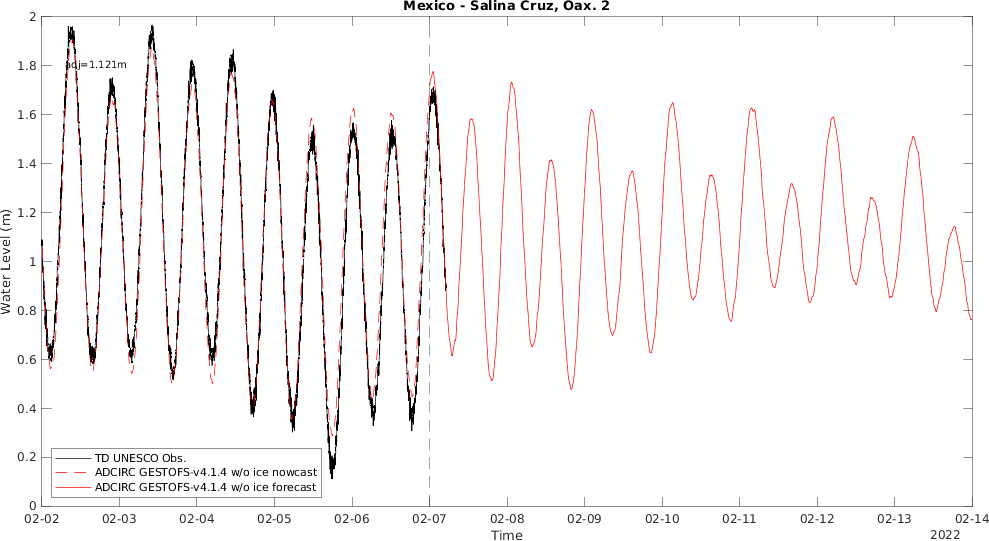 Mexico - Salina Cruz, Oax. 2
2
1.8
1.6
1.4
1.2
1
0.8
0.6
0.4
0.2
0
Water Level (m)
adj=1.121m
TD UNESCO Obs.
ADCIRC GESTOFS-v4.1.4 w/o ice nowcast
ADCIRC GESTOFS-v4.1.4 w/o ice forecast
02-02 02-03 02-04 02-05 02-06 02-07 02-08 02-09 02-10 02-11 02-12 02-13 02-14
Time
2022